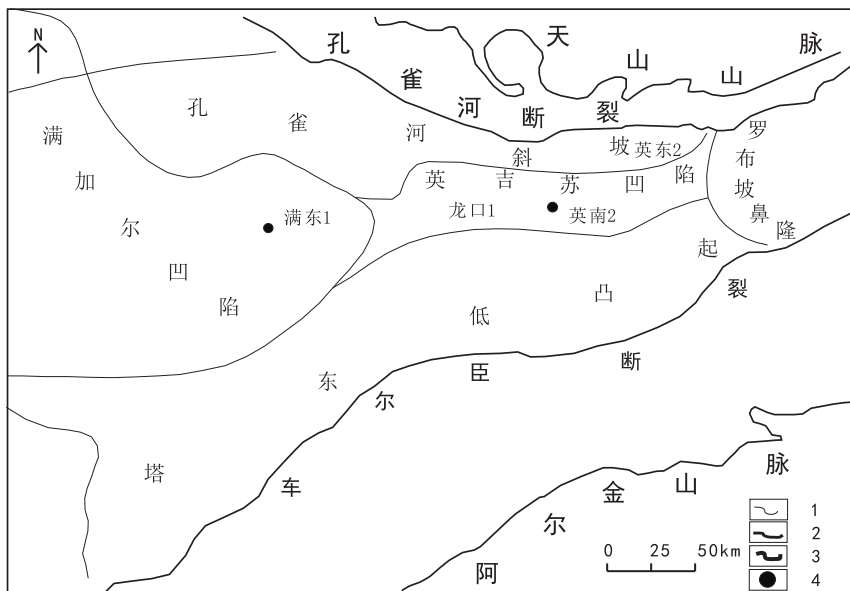 N
天山山脉
孔雀河断裂
孔雀河斜坡
罗布坡鼻隆
英东2
满加尔凹陷
英吉苏凹陷
满东1
龙口1
英南2
塔东低凸起
车尔臣断裂
阿尔金山脉
1
2
3
4
0 25 50km